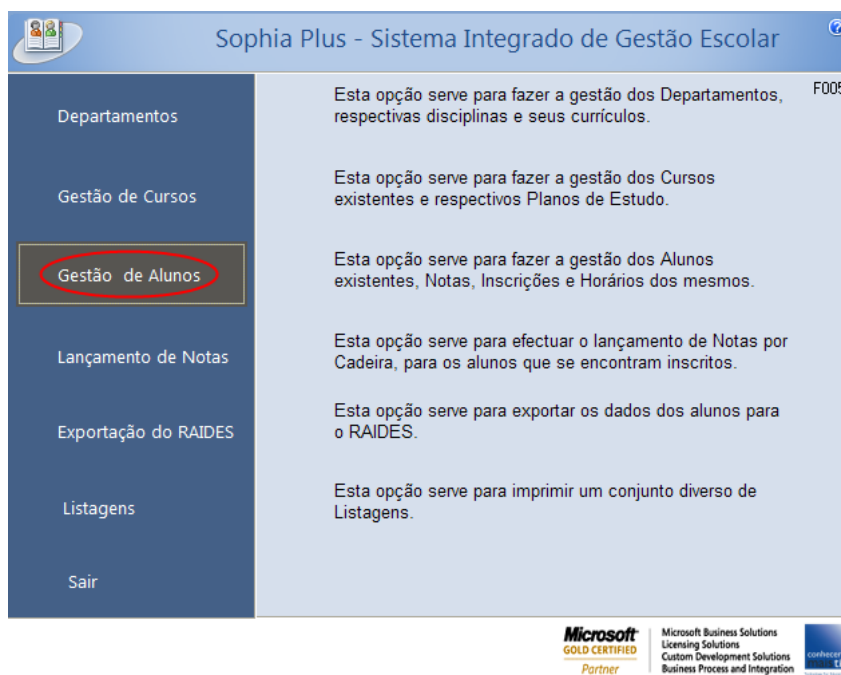 Sophia Plus - Sistema Integrado de Gestão Escolar
F005
Departamentos
Esta opção serve para fazer a gestão dos Departamentos,
respectivas disciplinas e seus currículos.
Gestão de Cursos
Esta opção serve para fazer a gestão dos Cursos
existentes e respectivos Planos de Estudo.
Gestão de Alunos
Esta opção serve para fazer a gestão dos Alunos
existentes, Notas, Inscrições e Horários dos mesmos.
Lançamento de Notas
Esta opção serve para efectuar o lançamento de Notas por
Cadeira, para os alunos que se encontram inscritos.
Exportação do RAIDES
Esta opção serve para exportar os dados dos alunos para
o RAIDES.
Listagens
Esta opção serve para imprimir um conjunto diverso de
Listagens.
Sair
Microsoft
GOLD CERTIFIED
Partner
Microsoft Business Solutions
Licensing Solutions
Custom Development Solutions
Business Process and Integration